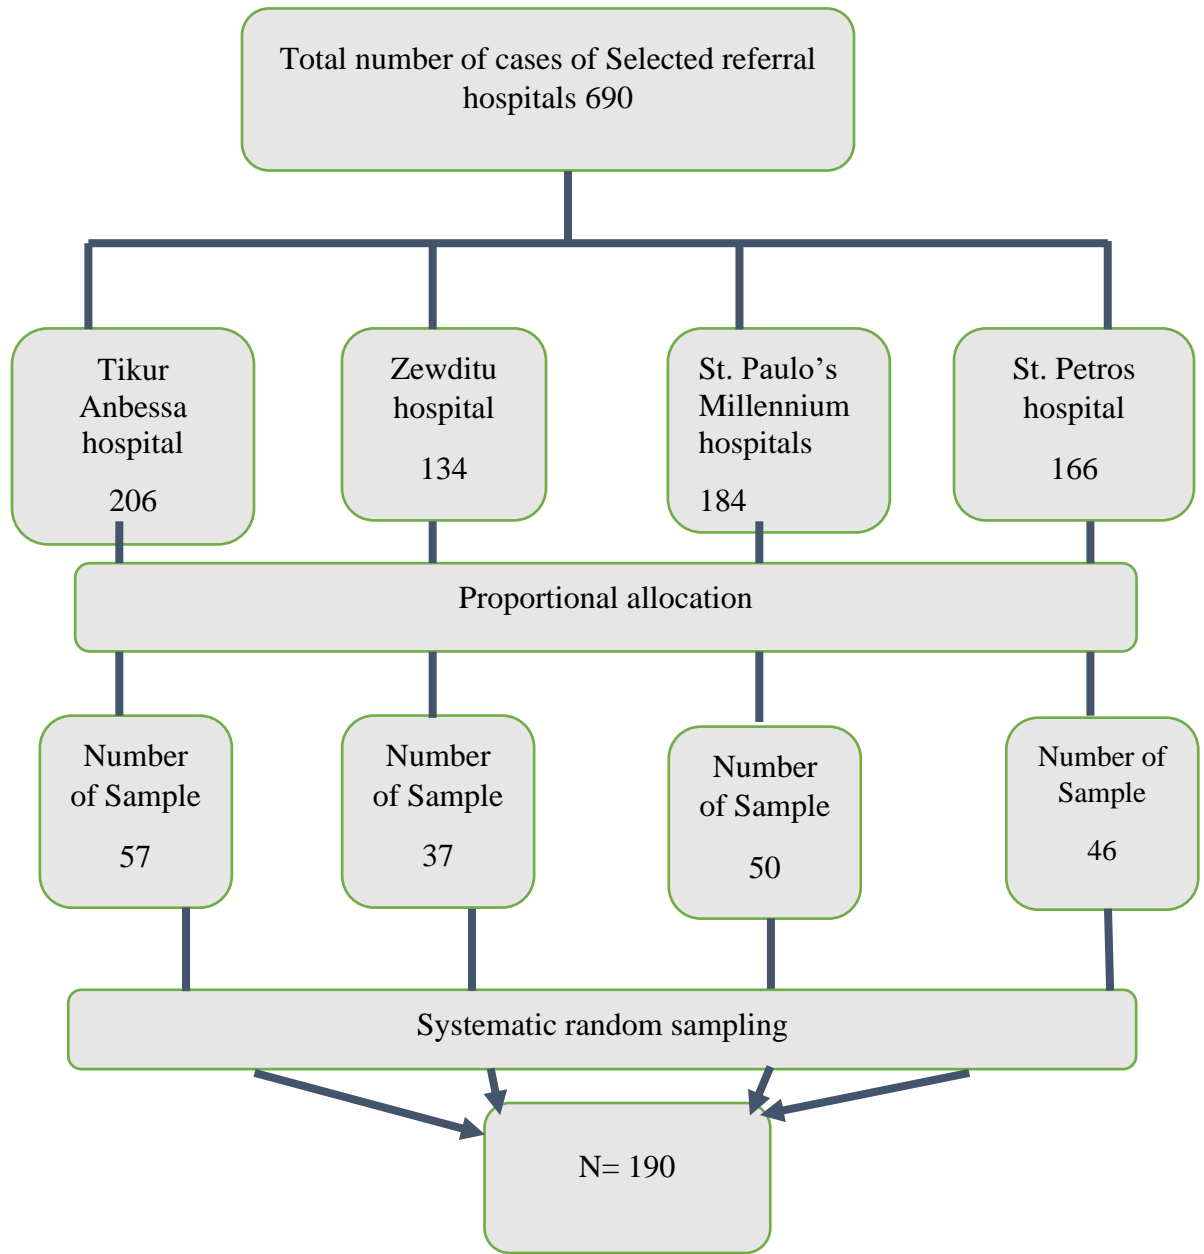 Total number of cases of Selected referral
hospitals 690
Tikur
Anbessa
hospital
206
Zewditu
hospital
134
St. Paulo’s
Millennium
hospitals
184
St. Petros
hospital
166
Proportional allocation
Number
of Sample
57
Number
of Sample
37
Number
of Sample
50
Number of
Sample
46
Systematic random sampling
N= 190